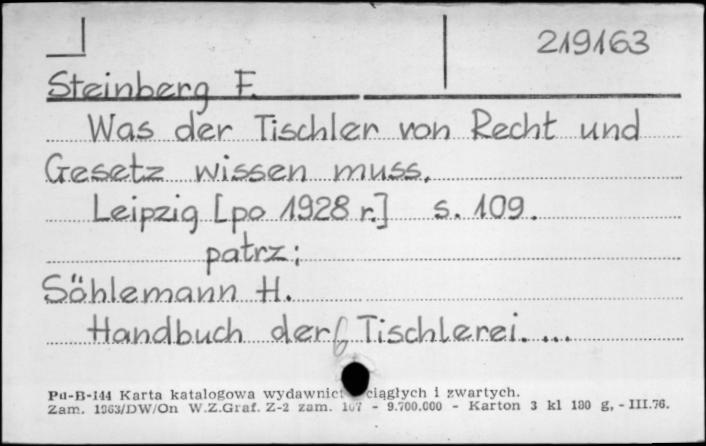 219163
Steinberg F.
Was der Tischler von Recht und
Gesetz wissen muss.
Leipzig [po 1928 r.] s. 109.
patrz:
Söhlemann H.
Handbuch der Tischlerei. ...
Pu-B-144 Karta katalogowa wydawnict ciągłych i zwartych.
Zam. 1963/DW/On W.Z.Graf. Z-2 zam. 107 - 9.700.000 - Karton 3 kl 180 g, - III.76.